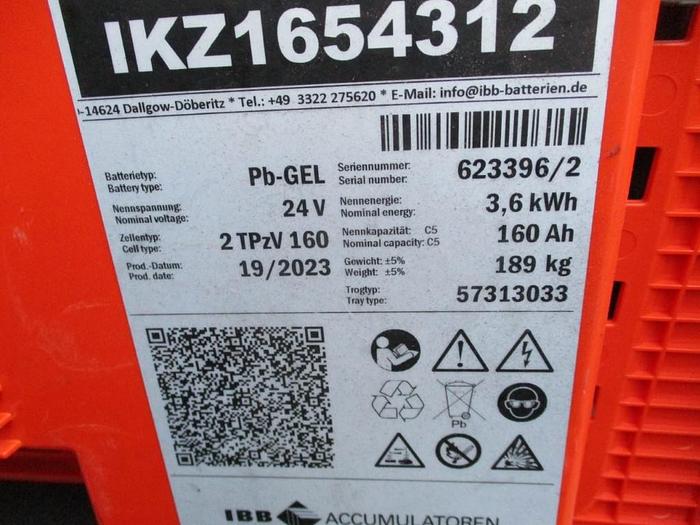 IKZ1654312
-14624 Dallgow-Döberitz * Tel.: +49 3322 275620 * E-Mail: info@ibb-batterien.de
Batterietyp: Pb-GEL Seriennummer: 623396/2
Battery type: Serial number:
Nennspannung: 24 V Nennenergie: 3,6 kWh
Nominal voltage: Nominal energy:
Zellentyp: 2 TPzV 160 Nennkapazität: C5 160 Ah
Cell type: Nominal capacity: C5
Prod.-Datum: 19/2023 Gewicht: ±5% 189 kg
Prod. date: Weight: ±5%
Trogtyp: 57313033
Tray type:
Pb
IBB ACCUMULATOREN